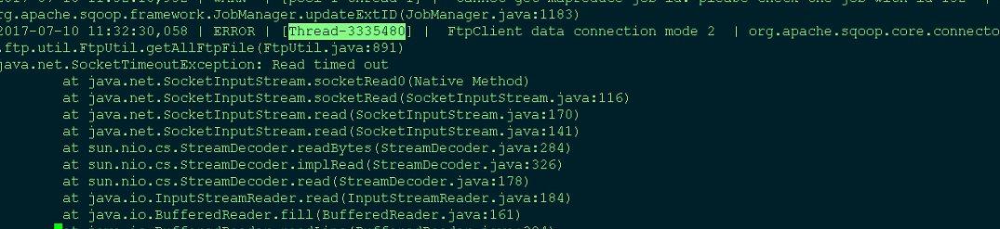 org.apache.sqoop.framework.JobManager.updateExtID(JobManager.java:1183)
2017-07-10 11:32:30,058 | ERROR | [Thread-3335480] |  FtpClient data connection mode 2  | org.apache.sqoop.core.connecto
.ftp.util.FtpUtil.getAllFtpFile(FtpUtil.java:891)
java.net.SocketTimeoutException: Read timed out
at java.net.SocketInputStream.socketRead0(Native Method)
at java.net.SocketInputStream.socketRead(SocketInputStream.java:116)
at java.net.SocketInputStream.read(SocketInputStream.java:170)
at java.net.SocketInputStream.read(SocketInputStream.java:141)
at sun.nio.cs.StreamDecoder.readBytes(StreamDecoder.java:284)
at sun.nio.cs.StreamDecoder.implRead(StreamDecoder.java:326)
at sun.nio.cs.StreamDecoder.read(StreamDecoder.java:178)
at java.io.InputStreamReader.read(InputStreamReader.java:184)
at java.io.BufferedReader.fill(BufferedReader.java:161)